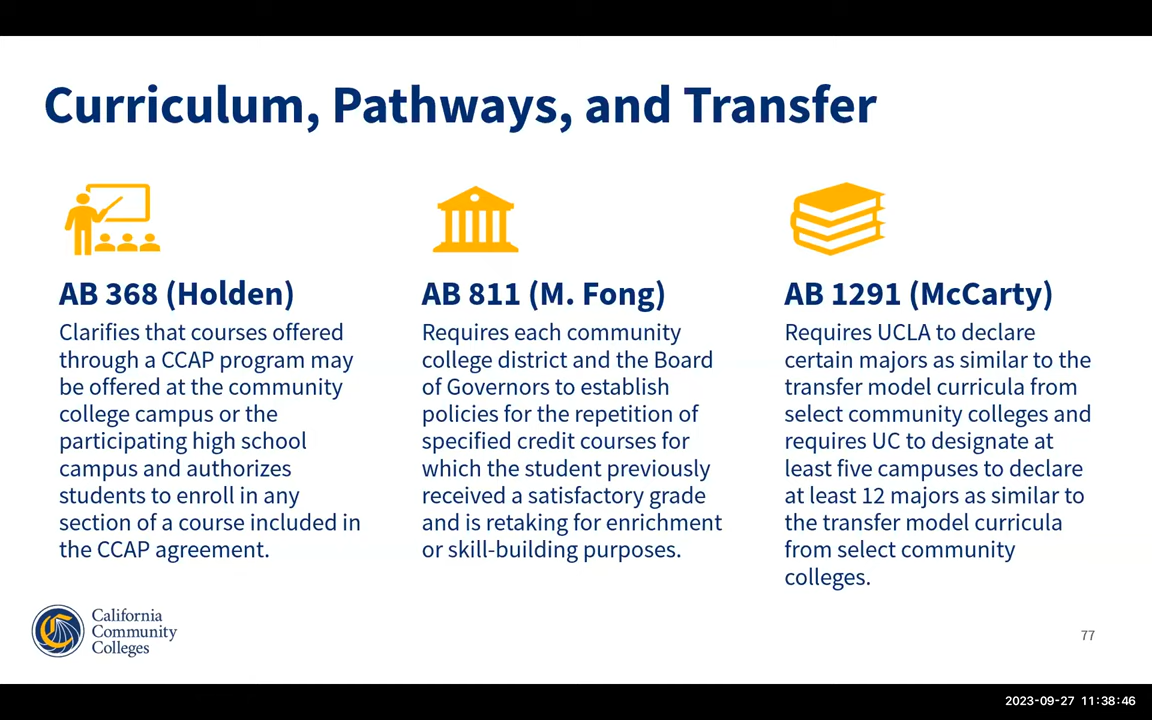 Curriculum, Pathways, and Transfer
AB 368 (Holden)
Clarifies that courses offered
through a CCAP program may
be offered at the community
college campus or the
participating high school
campus and authorizes
students to enroll in any
section of a course included in
the CCAP agreement.
AB 811 (M. Fong)
Requires each community
college district and the Board
of Governors to establish
policies for the repetition of
specified credit courses for
which the student previously
received a satisfactory grade
and is retaking for enrichment
or skill-building purposes.
AB 1291 (McCarty)
Requires UCLA to declare
certain majors as similar to the
transfer model curricula from
select community colleges and
requires UC to designate at
least five campuses to declare
at least 12 majors as similar to
the transfer model curricula
from select community
colleges.
California
Community
Colleges
77
2023-09-27 11:38:46